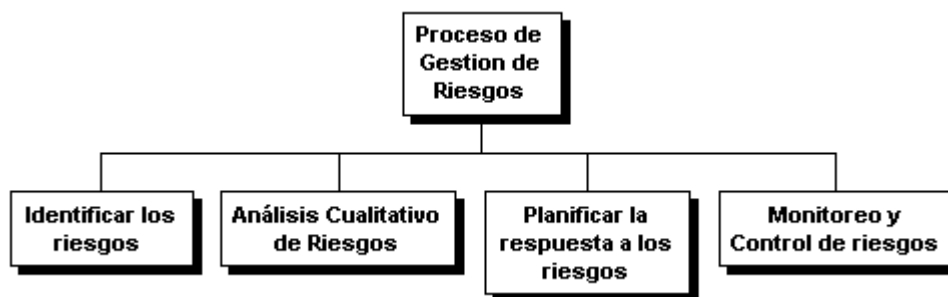 Proceso de
Gestion de
Riesgos
Identificar los
riesgos
Análisis Cualitativo
de Riesgos
Planificar la
respuesta a los
riesgos
Monitoreo y
Control de riesgos